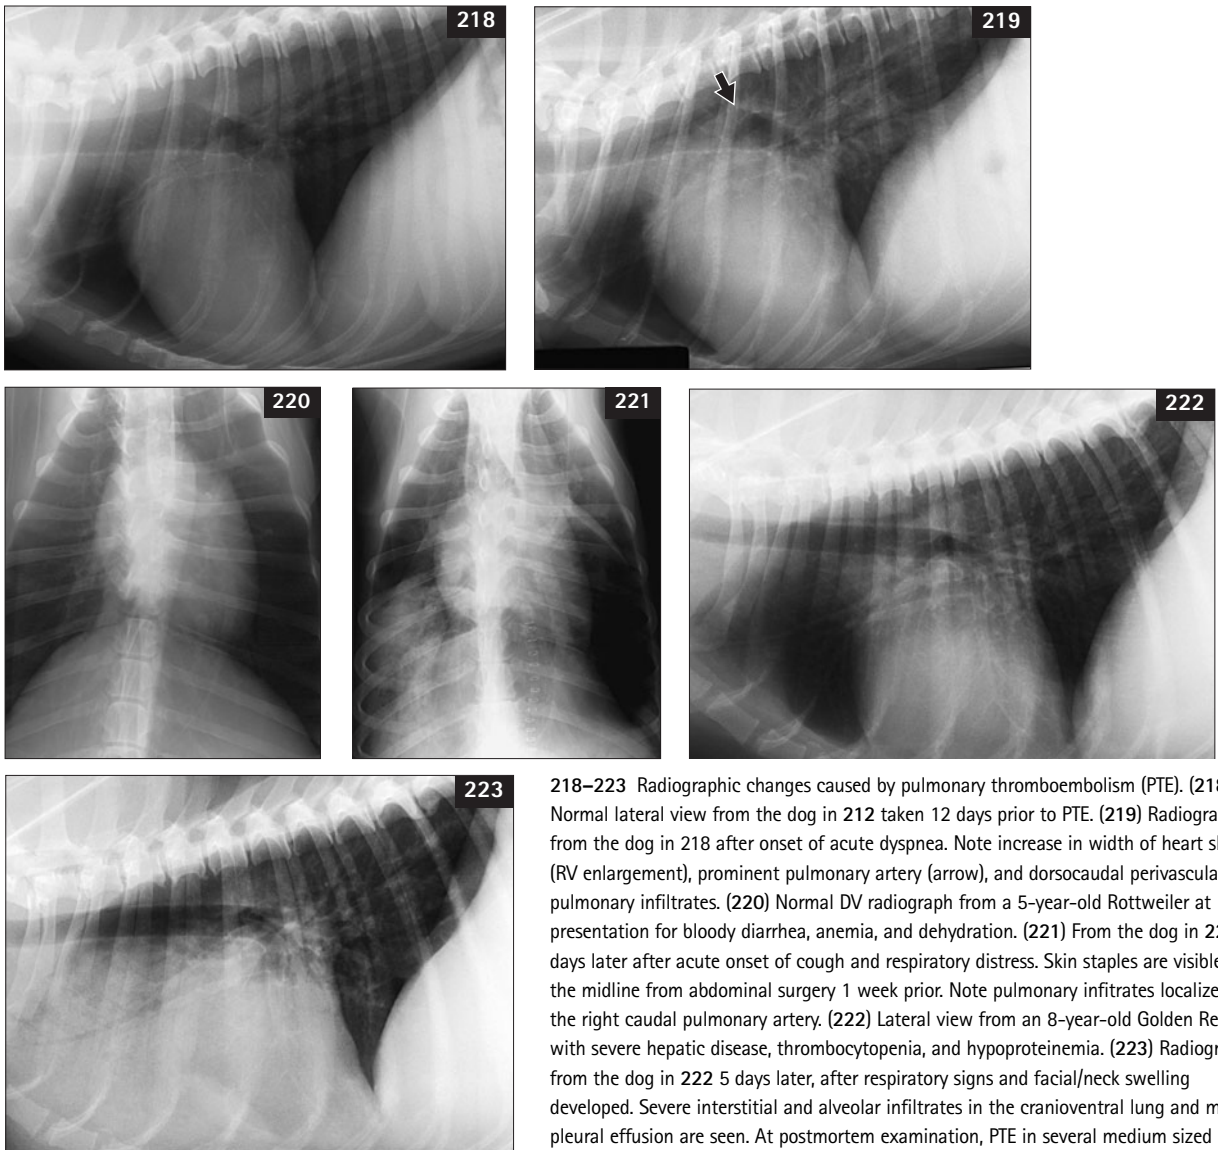 218
219
220
221
222
223
218–223 Radiographic changes caused by pulmonary thromboembolism (PTE). (218
Normal lateral view from the dog in 212 taken 12 days prior to PTE. (219)
from the dog in 218 after onset of acute dyspnea. Note increase in width of heart
(RV enlargement), prominent pulmonary artery (arrow), and dorsocaudal
pulmonary infiltrates. (220) Normal DV radiograph from a 5-year-old Rottweiler at
presentation for bloody diarrhea, anemia, and dehydration. (221) From the dog in
days later after acute onset of cough and respiratory distress. Skin staples are visible
the midline from abdominal surgery 1 week prior. Note pulmonary infitrates
the right caudal pulmonary artery. (222) Lateral view from an 8-year-old Golden
with severe hepatic disease, thrombocytopenia, and hypoproteinemia. (223)
from the dog in 222 5 days later, after respiratory signs and facial/neck swelling
developed. Severe interstitial and alveolar infiltrates in the cranioventral lung and
pleural effusion are seen. At postmortem examination, PTE in several medium sized